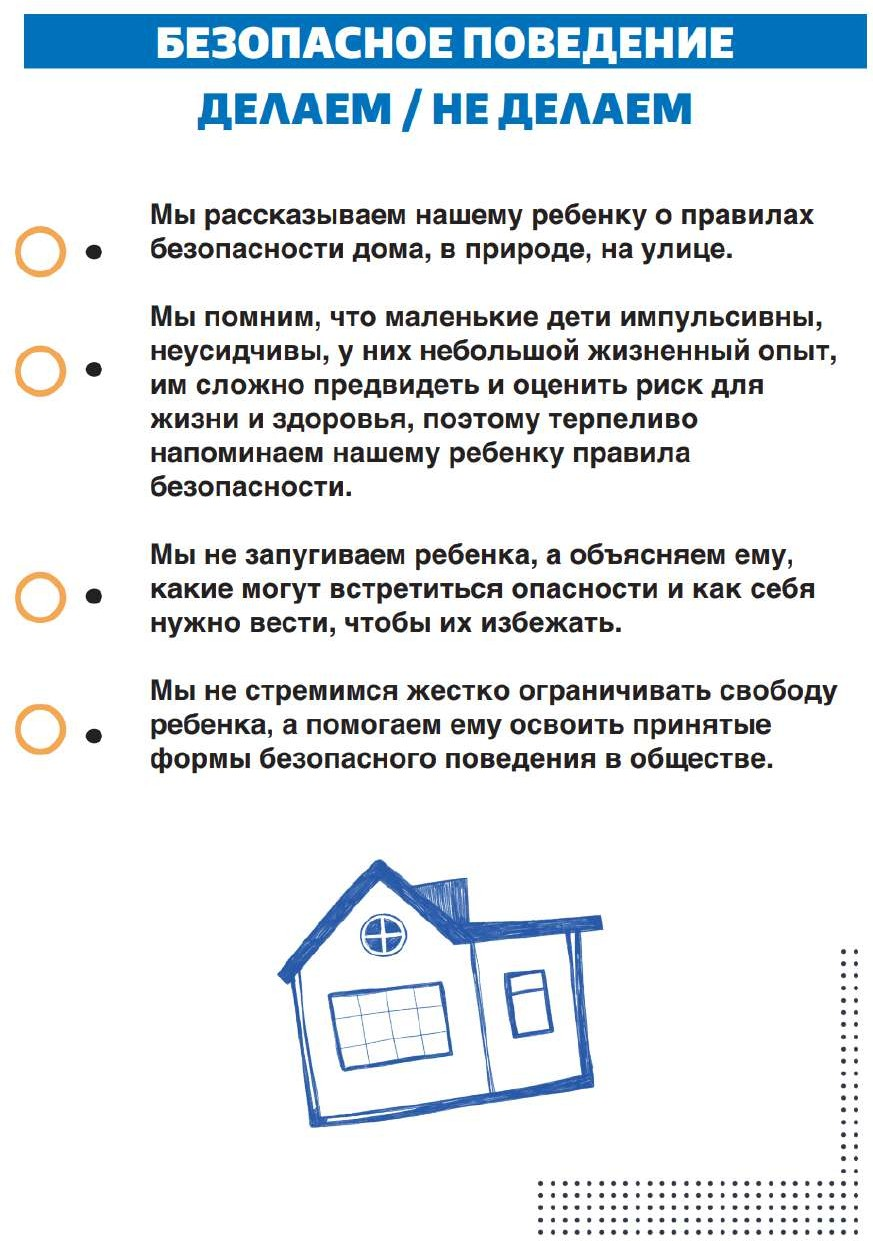 БЕЗОПАСНОЕ ПОВЕДЕНИЕ
ДЕЛАЕМ / НЕ ДЕЛАЕМ
Мы рассказываем нашему ребенку о правилах
безопасности дома, в природе, на улице.
Мы помним, что маленькие дети импульсивны,
неусидчивы, у них небольшой жизненный опыт,
им сложно предвидеть и оценить риск для
жизни и здоровья, поэтому терпеливо
напоминаем нашему ребенку правила
безопасности.
Мы не запугиваем ребенка, а объясняем ему,
какие могут встретиться опасности и как себя
нужно вести, чтобы их избежать.
Мы не стремимся жестко ограничивать свободу
ребенка, а помогаем ему освоить принятые
формы безопасного поведения в обществе.